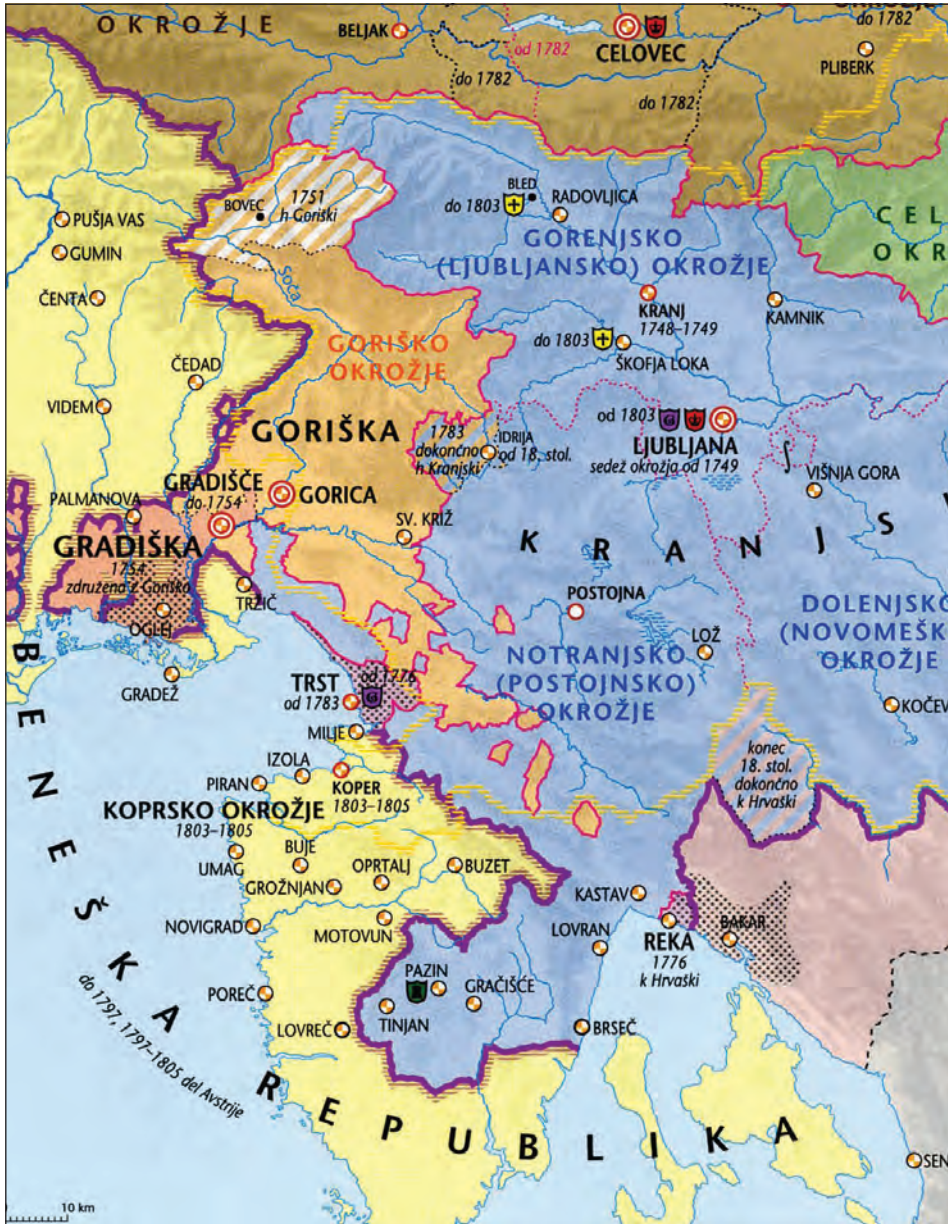 OKROŽJE
do 1782
BELJAK
od 1782
CELOVEC
do 1782
do 1782
PLIBERK
1751
h Goriški
BOVEC
BLED
do 1803
RADOVLJICA
PUŠJA VAS
GUMIN
GORENJSKO
(LJUBLJANSKO) OKROŽJE
CEL
OKR
Soča
ČENTA
KRANJ
1748–1749
KAMNIK
do 1803
ŠKOFJA LOKA
GORIŠKO
OKROŽJE
ČEDAD
VIDEM
GORIŠKA
1783
dokončno
h Kranjski
IDRIJA
od 18. stol.
od 1803
LJUBLJANA
sedež okrožja od 1749
VIŠNJA GORA
GRADIŠČE
do 1754
GORICA
PALMANOVA
GRADIŠKA
1754
združena z Goriško
SV. KRIŽ
KRANJS
OGLEJ
TRŽIČ
POSTOJNA
DOLENJSKO
(NOVOMEŠK
OKROŽJE
LOŽ
NOTRANJSKO
(POSTOJNSKO)
OKROŽJE
GRADEŽ
TRST
od 1783
od 1776
KOČEV
MILJE
IZOLA
PIRAN
KOPER
1803–1805
konec
18. stol.
dokončno
k Hrvaški
KOPRSKO OKROŽJE
1803–1805
BUJE
UMAG
OPRTALJ
BUZET
GROŽNJAN
KASTAV
NOVIGRAD
MOTOVUN
LOVRAN
REKA
1776
k Hrvaški
BAKAR
PAZIN
GRAČIŠĆE
POREČ
TINJAN
LOVREČ
BRSEČ
BENEŠKA REPUBLIKA
do 1797, 1797–1805 del Avstrije
SEN
10 km